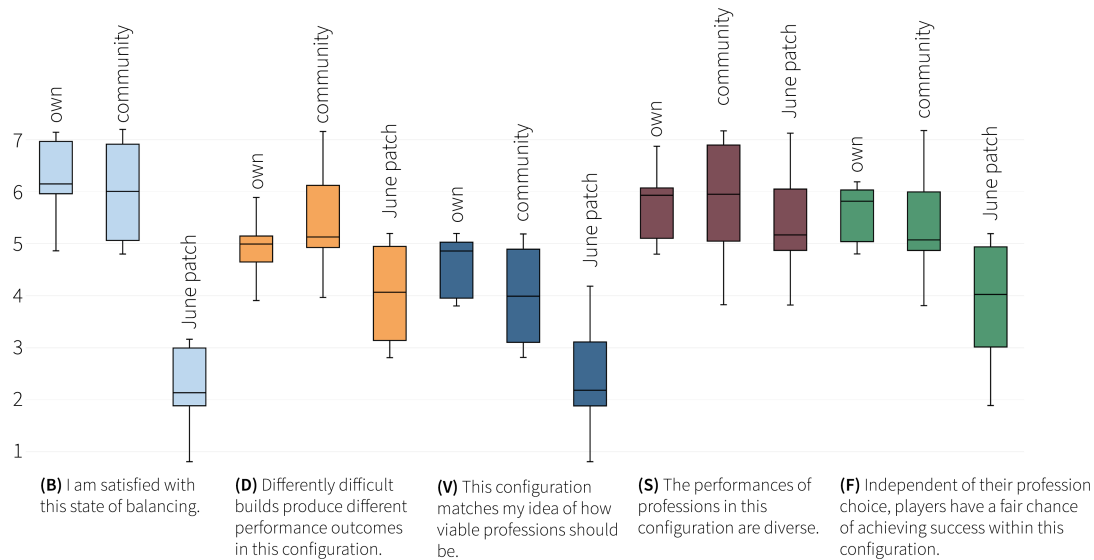 own
community
June patch
own
community
June patch
own
community
June patch
own
community
June patch
own
community
June patch
7
6
5
4
3
2
1
(B) I am satisfied with
this state of balancing.
(D) Differently difficult
builds produce different
performance outcomes
in this configuration.
(V) This configuration
matches my idea of how
viable professions should
be.
(S) The performances of
professions in this
configuration are diverse.
(F) Independent of their profession
choice, players have a fair chance
of achieving success within this
configuration.